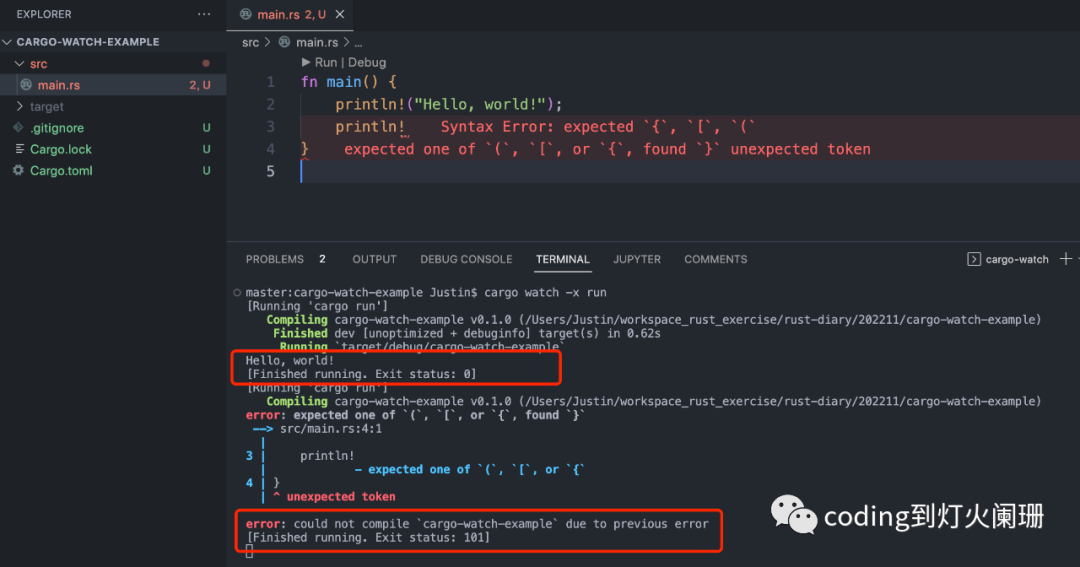 EXPLORER
CARGO-WATCH-EXAMPLE
src
main.rs 2, U
target
.gitignore U
Cargo.lock U
Cargo.toml U
main.rs 2, U
src > main.rs > ...
Run | Debug
1 fn main() {
2 println!("Hello, world!");
3 println! Syntax Error: expected `{`, `[`, `(`
4 } expected one of `(`, `[`, or `{`, found `}` unexpected token
5
PROBLEMS 2 OUTPUT DEBUG CONSOLE TERMINAL JUPYTER COMMENTS
cargo-watch
master:cargo-watch-example Justin$ cargo watch -x run
[Running 'cargo run']
Compiling cargo-watch-example v0.1.0 (/Users/Justin/workspace_rust_exercise/rust-diary/202211/cargo-watch-example)
Finished dev [unoptimized + debuginfo] target(s) in 0.62s
Running `target/debug/cargo-watch-example`
Hello, world!
[Finished running. Exit status: 0]
[Running 'cargo run']
Compiling cargo-watch-example v0.1.0 (/Users/Justin/workspace_rust_exercise/rust-diary/202211/cargo-watch-example)
error: expected one of `(`, `[`, or `{`, found `}`
--> src/main.rs:4:1
|
3 | println!
| - expected one of `(`, `[`, or `{`
4 | }
| ^ unexpected token
error: could not compile `cargo-watch-example` due to previous error
[Finished running. Exit status: 101]
coding到灯火阑珊